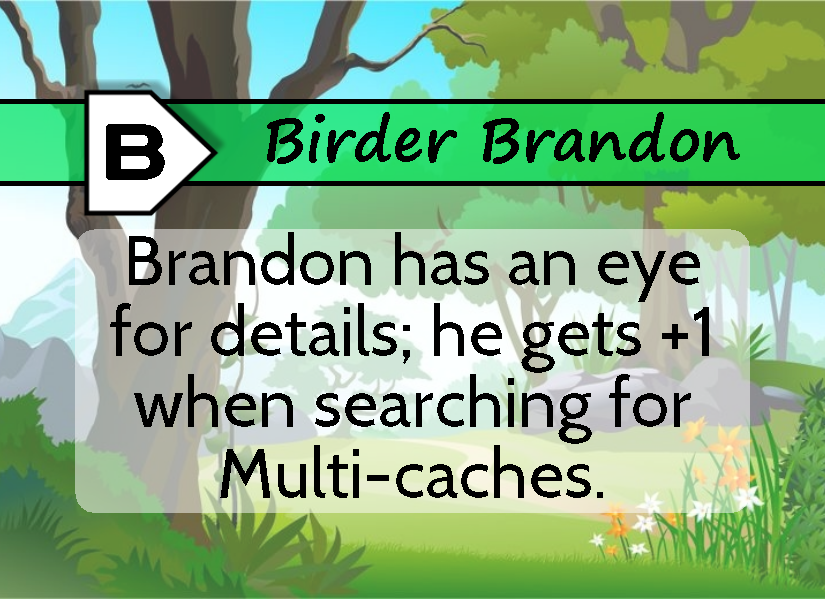 B
Birder Brandon
Brandon has an eye
for details; he gets +1
when searching for
Multi-caches.